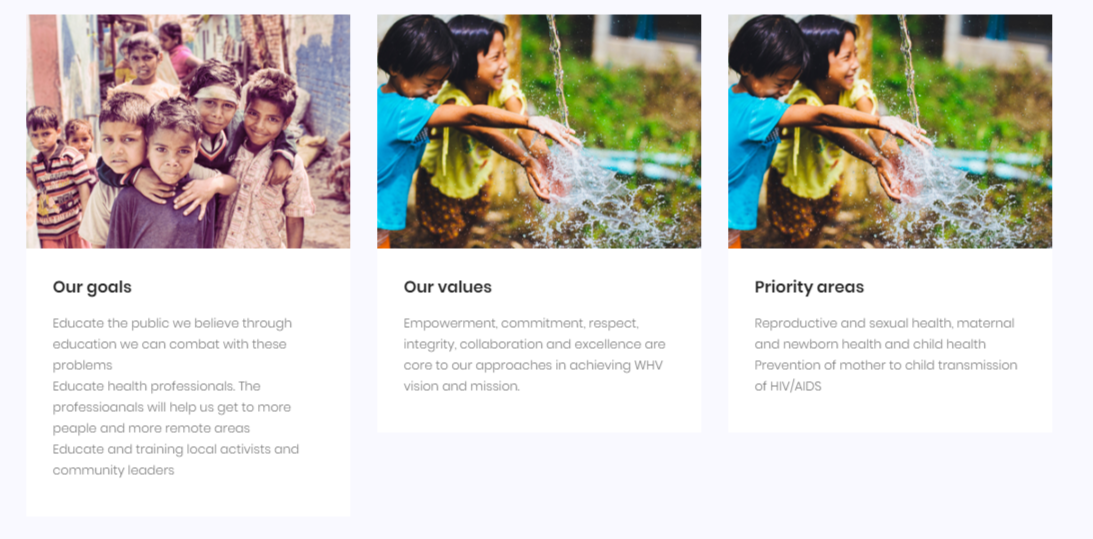 Our goals
Educate the public we believe through
education we can combat with these
problems
Educate health professionals. The
professioanals will help us get to more
peaple and more remote areas
Educate and training local activists and
community leaders
Our values
Empowerment, commitment, respect,
integrity, collaboration and excellence are
core to our approaches in achieving WHV
vision and mission.
Priority areas
Reproductive and sexual health, maternal
and newborn health and child health
Prevention of mother to child transmission
of HIV/AIDS